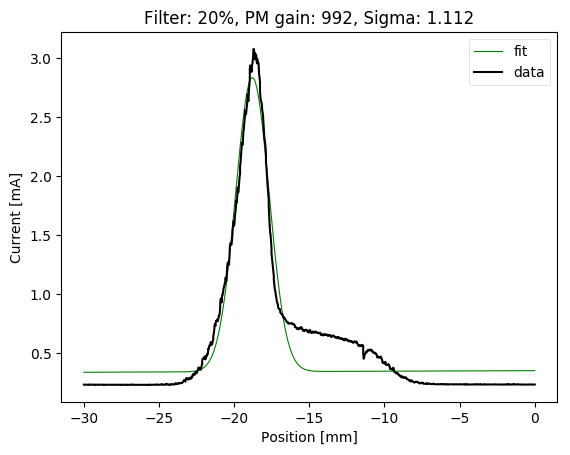 Filter: 20%, PM gain: 992, Sigma: 1.112
fit
data
3.0
2.5
2.0
1.5
1.0
0.5
Current [mA]
−30 −25 −20 −15 −10 −5 0
Position [mm]